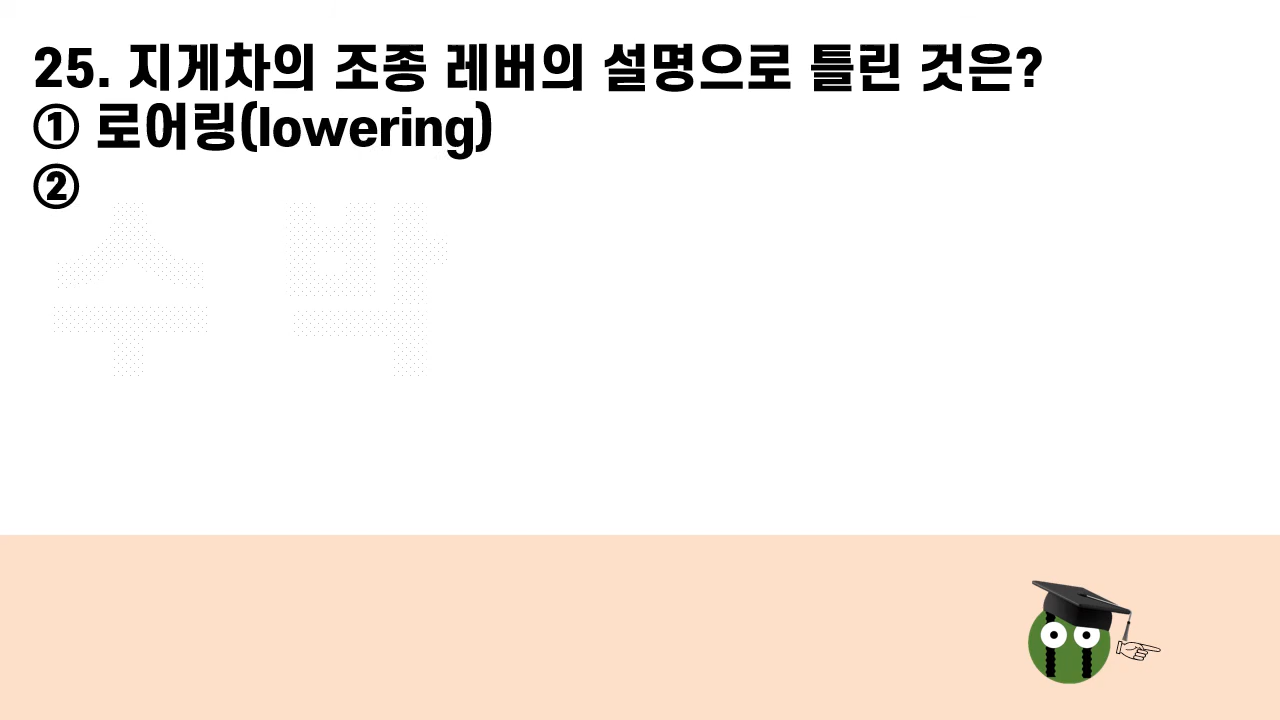 25. 지게차의 조종 레버의 설명으로 틀린 것은?
① 로어링(lowering)
②
수 박